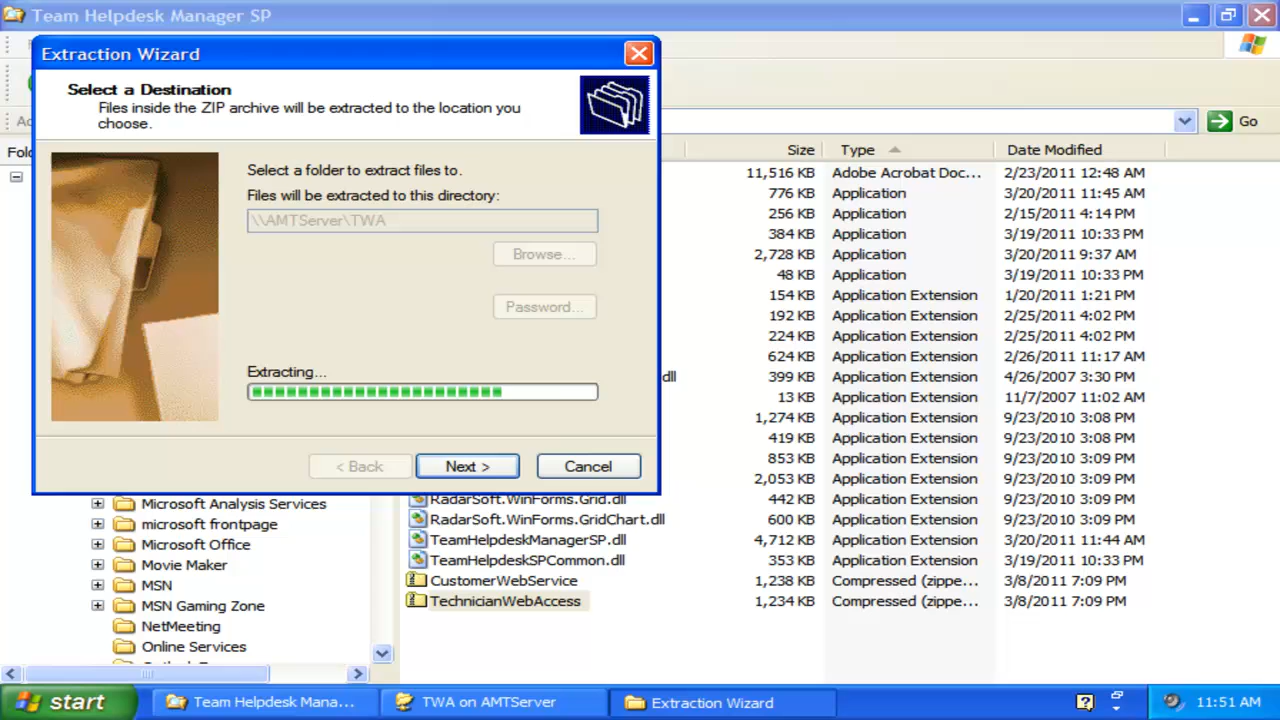 Team Helpdesk Manager SP
Extraction Wizard
Select a Destination
Files inside the ZIP archive will be extracted to the location you
choose.
Select a folder to extract files to.
Files will be extracted to this directory:
\\AMTServer\TWA
Browse...
Password...
Extracting...
< Back
Next >
Cancel
Go
Size Type Date Modified
11,516 KB Adobe Acrobat Doc... 2/23/2011 12:48 AM
776 KB Application 3/20/2011 11:45 AM
256 KB Application 2/15/2011 4:14 PM
384 KB Application 3/19/2011 10:33 PM
2,728 KB Application 3/20/2011 9:37 AM
48 KB Application 3/19/2011 10:33 PM
154 KB Application Extension 1/20/2011 1:21 PM
192 KB Application Extension 2/25/2011 4:02 PM
224 KB Application Extension 2/25/2011 4:02 PM
624 KB Application Extension 2/26/2011 11:17 AM
dll 399 KB Application Extension 4/26/2007 3:30 PM
13 KB Application Extension 11/7/2007 11:02 AM
1,274 KB Application Extension 9/23/2010 3:08 PM
419 KB Application Extension 9/23/2010 3:08 PM
853 KB Application Extension 9/23/2010 3:09 PM
2,053 KB Application Extension 9/23/2010 3:09 PM
RadarSoft.WinForms.Grid.dll 442 KB Application Extension 9/23/2010 3:09 PM
RadarSoft.WinForms.GridChart.dll 600 KB Application Extension 9/23/2010 3:09 PM
TeamHelpdeskManagerSP.dll 4,712 KB Application Extension 3/20/2011 11:44 AM
TeamHelpdeskSPCommon.dll 353 KB Application Extension 3/19/2011 10:33 PM
CustomerWebService 1,238 KB Compressed (zippe... 3/8/2011 7:09 PM
TechnicianWebAccess 1,234 KB Compressed (zippe... 3/8/2011 7:09 PM
Microsoft Analysis Services
microsoft frontpage
Microsoft Office
Movie Maker
MSN
MSN Gaming Zone
NetMeeting
Online Services
start
Team Helpdesk Mana...
TWA on AMTServer
Extraction Wizard
11:51 AM